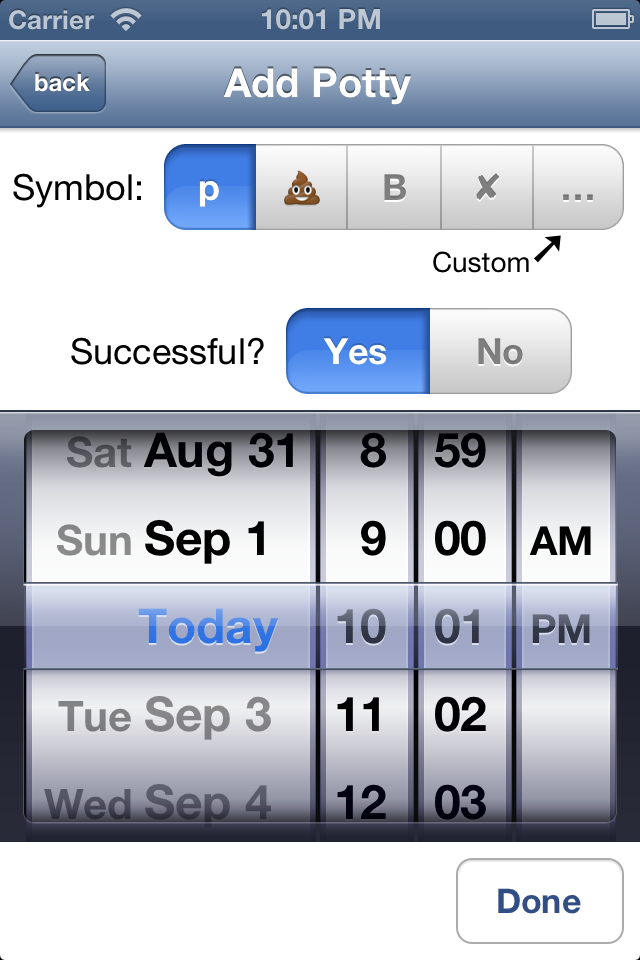 Carrier 10:01 PM
back Add Potty
Symbol: p 💩 B ✘ ...
Custom
Successful? Yes No
Sat Aug 31 8 59
Sun Sep 1 9 00 AM
Today 10 01 PM
Tue Sep 3 11 02
Wed Sep 4 12 03
Done